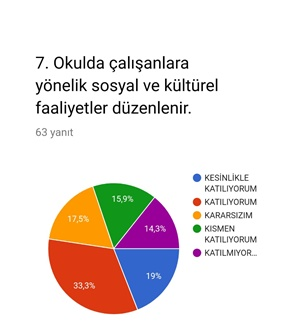 7. Okulda çalışanlara
yönelik sosyal ve kültürel
faaliyetler düzenlenir.
63 yanıt
KESİNLİKLE
KATILIYORUM
KATILIYORUM
KARARSIZIM
KISMEN
KATILIYORUM
KATILMIYOR...
15,9%
17,5%
14,3%
33,3%
19%